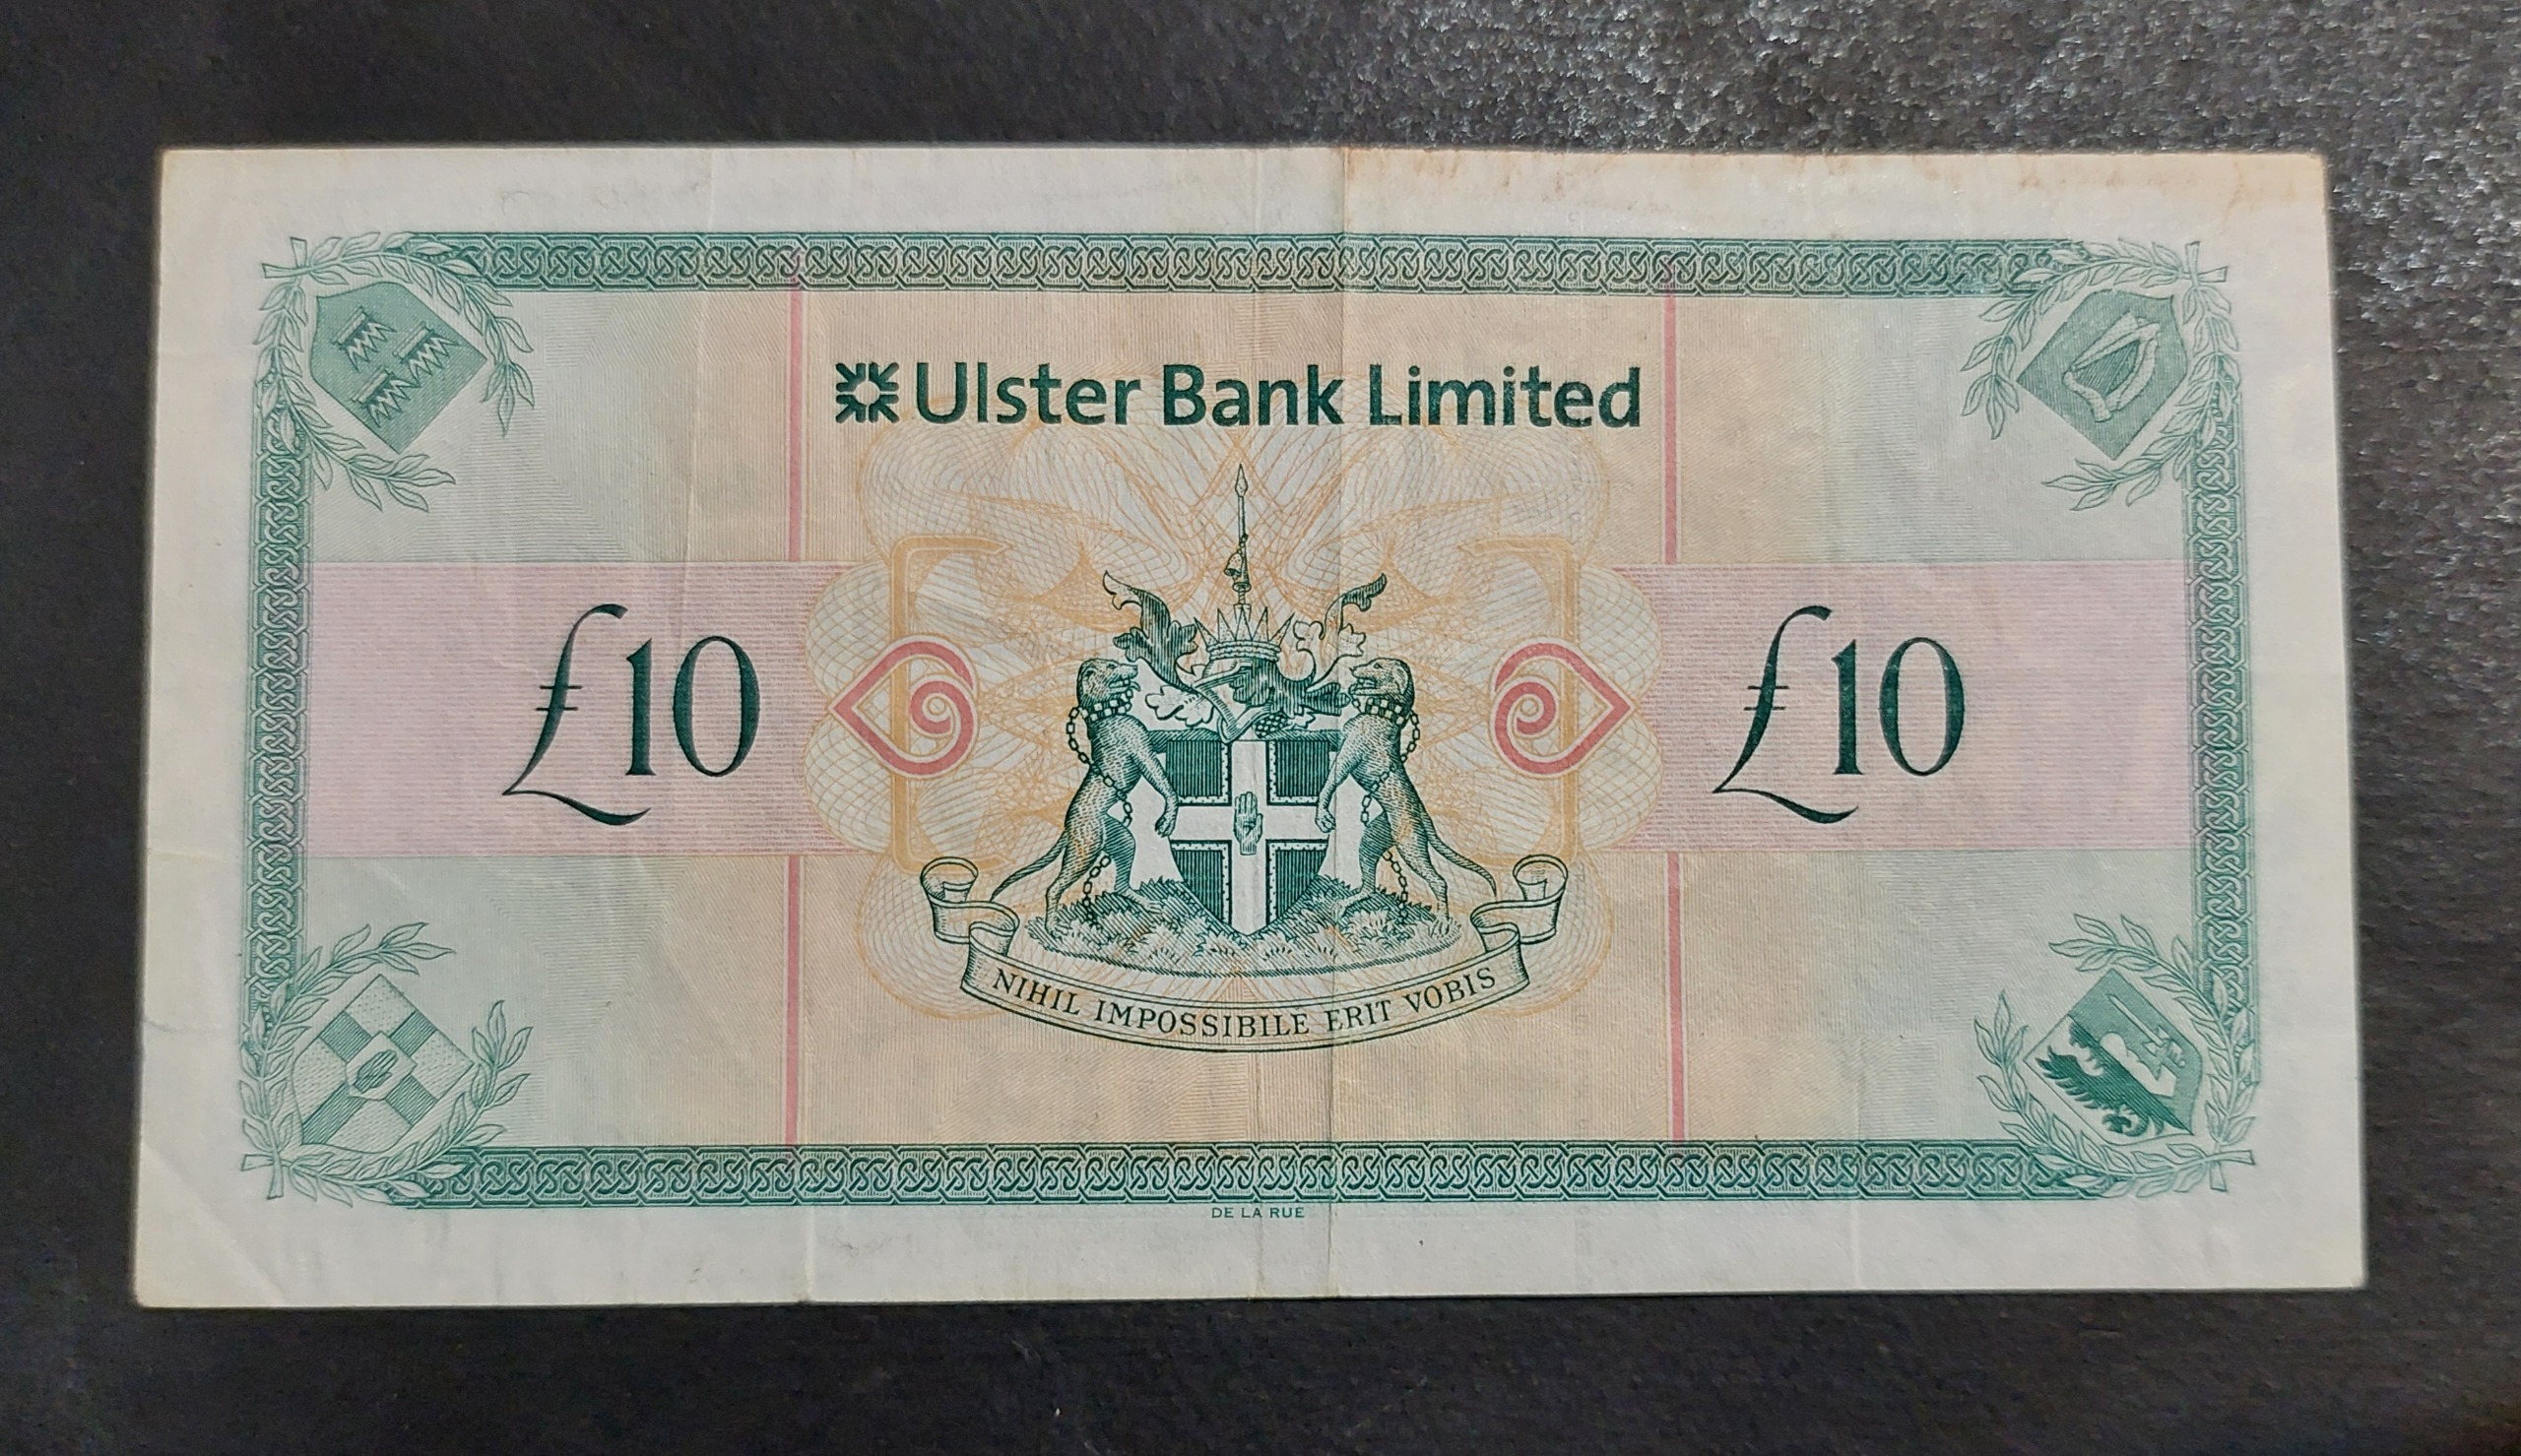 Ulster Bank Limited
£10
£10
NIHIL IMPOSSIBILE ERIT VOBIS
DE LA RUE